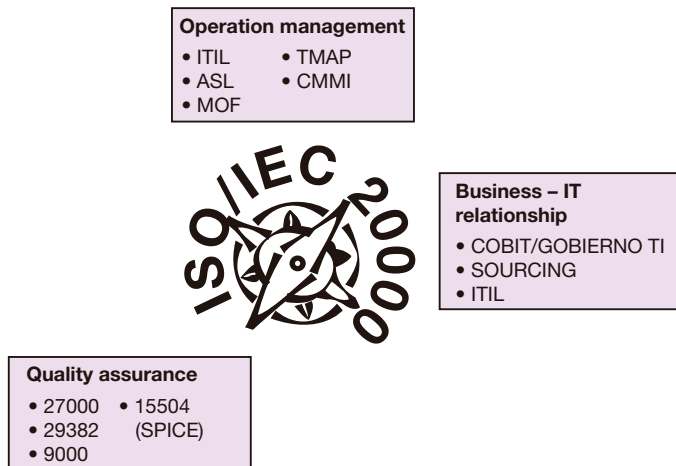 Operation management
• ITIL • TMAP
• ASL • CMMI
• MOF
ISO/IEC 20000
Business – IT
relationship
• COBIT/GOBIERNO TI
• SOURCING
• ITIL
Quality assurance
• 27000 • 15504
• 29382 (SPICE)
• 9000